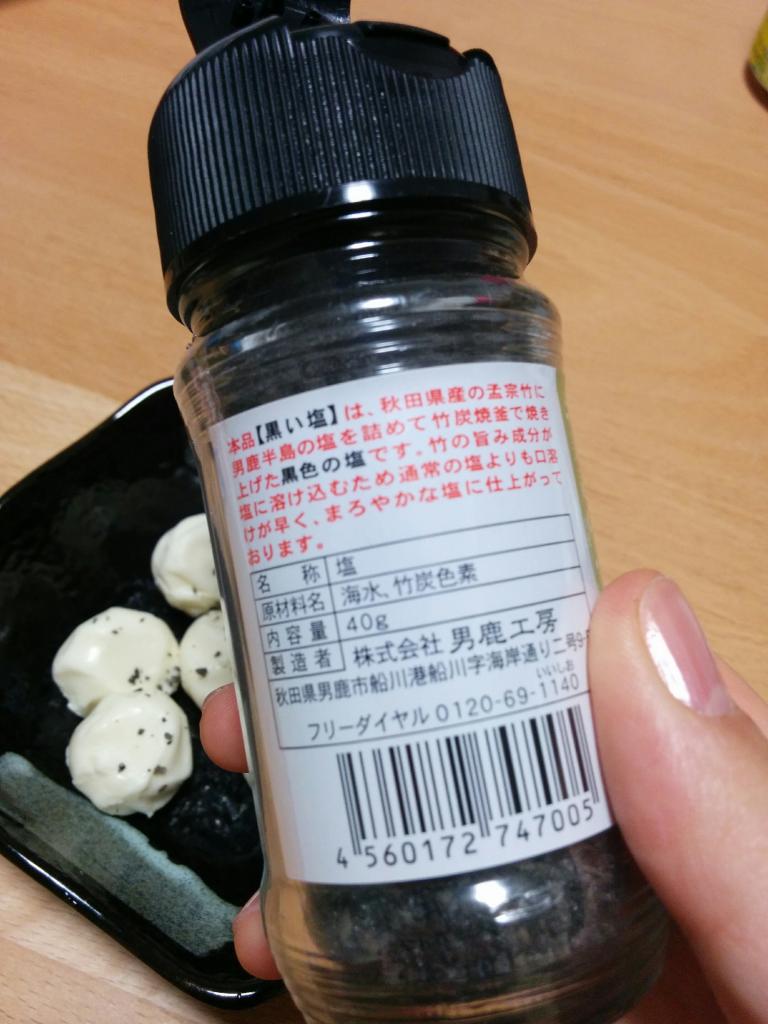 本品【黒い塩】は、秋田県産の孟宗竹に
男鹿半島の塩を詰めて竹炭焼釜で焼き
上げた黒色の塩です。竹の旨み成分が
塩に溶け込むため通常の塩よりも口溶
けが早く、まろやかな塩に仕上がって
おります。
名称 塩
原材料名 海水、竹炭色素
内容量 40g
製造者 株式会社 男鹿工房
秋田県男鹿市船川港船川字海岸通り二号9-
いいしお
フリーダイヤル 0120-69-1140
4 560172 747005